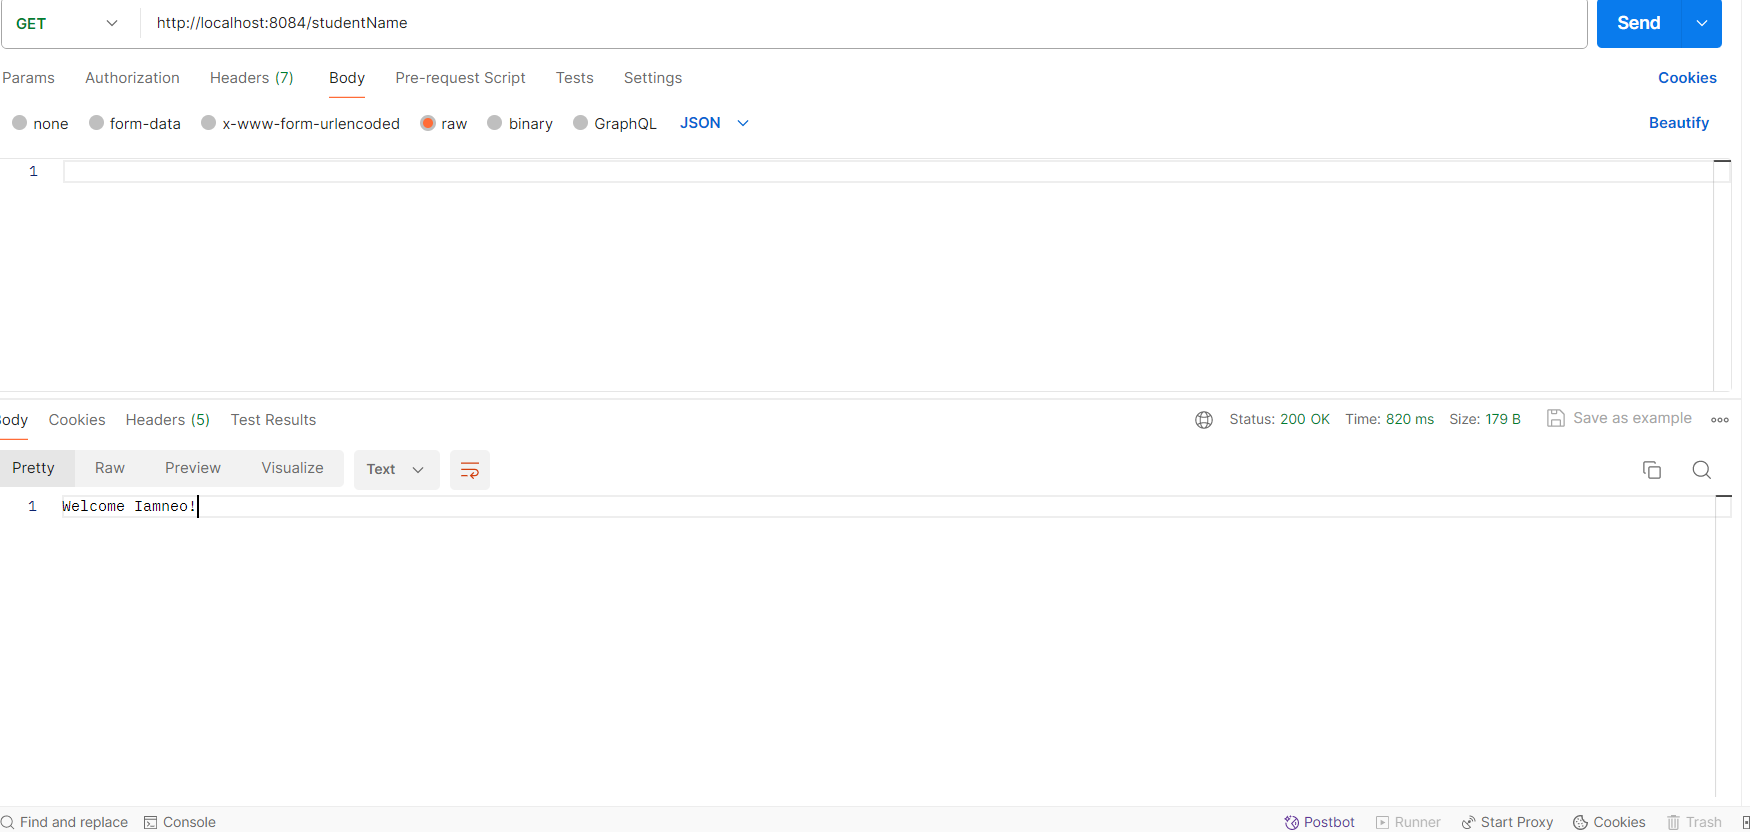 GET http://localhost:8084/studentName Send
Params Authorization Headers (7) Body Pre-request Script Tests Settings Cookies
none form-data x-www-form-urlencoded raw binary GraphQL JSON Beautify
1
ody Cookies Headers (5) Test Results Status: 200 OK Time: 820 ms Size: 179 B Save as example
Pretty Raw Preview Visualize Text
1 Welcome Iamneo!
Find and replace Console Postbot Runner Start Proxy Cookies Trash